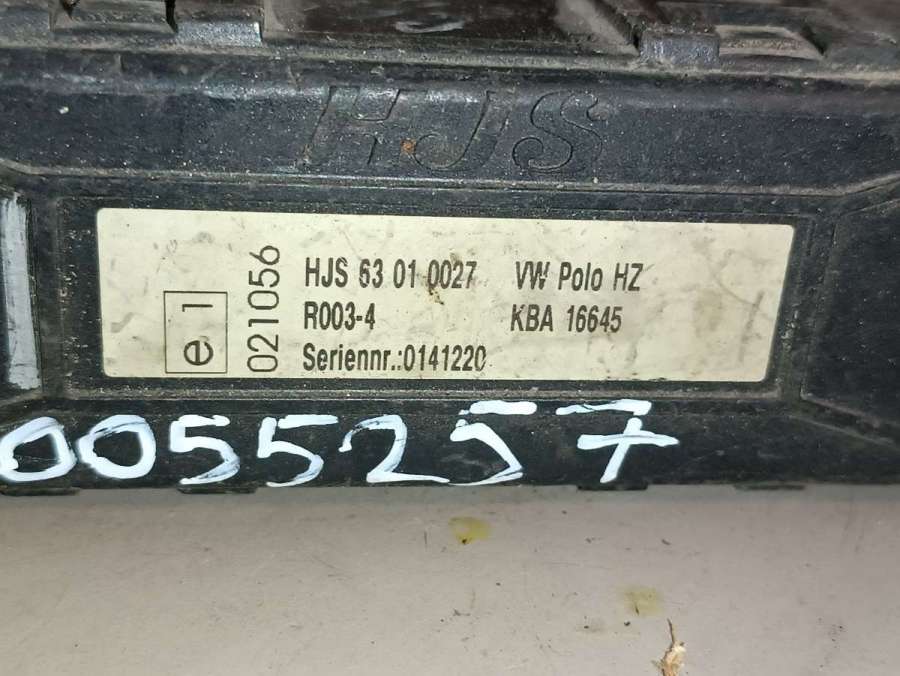 HJS
e1
021056
HJS 63 01 0027 VW Polo HZ
R003-4 KBA 16645
Seriennr.:0141220
0055257